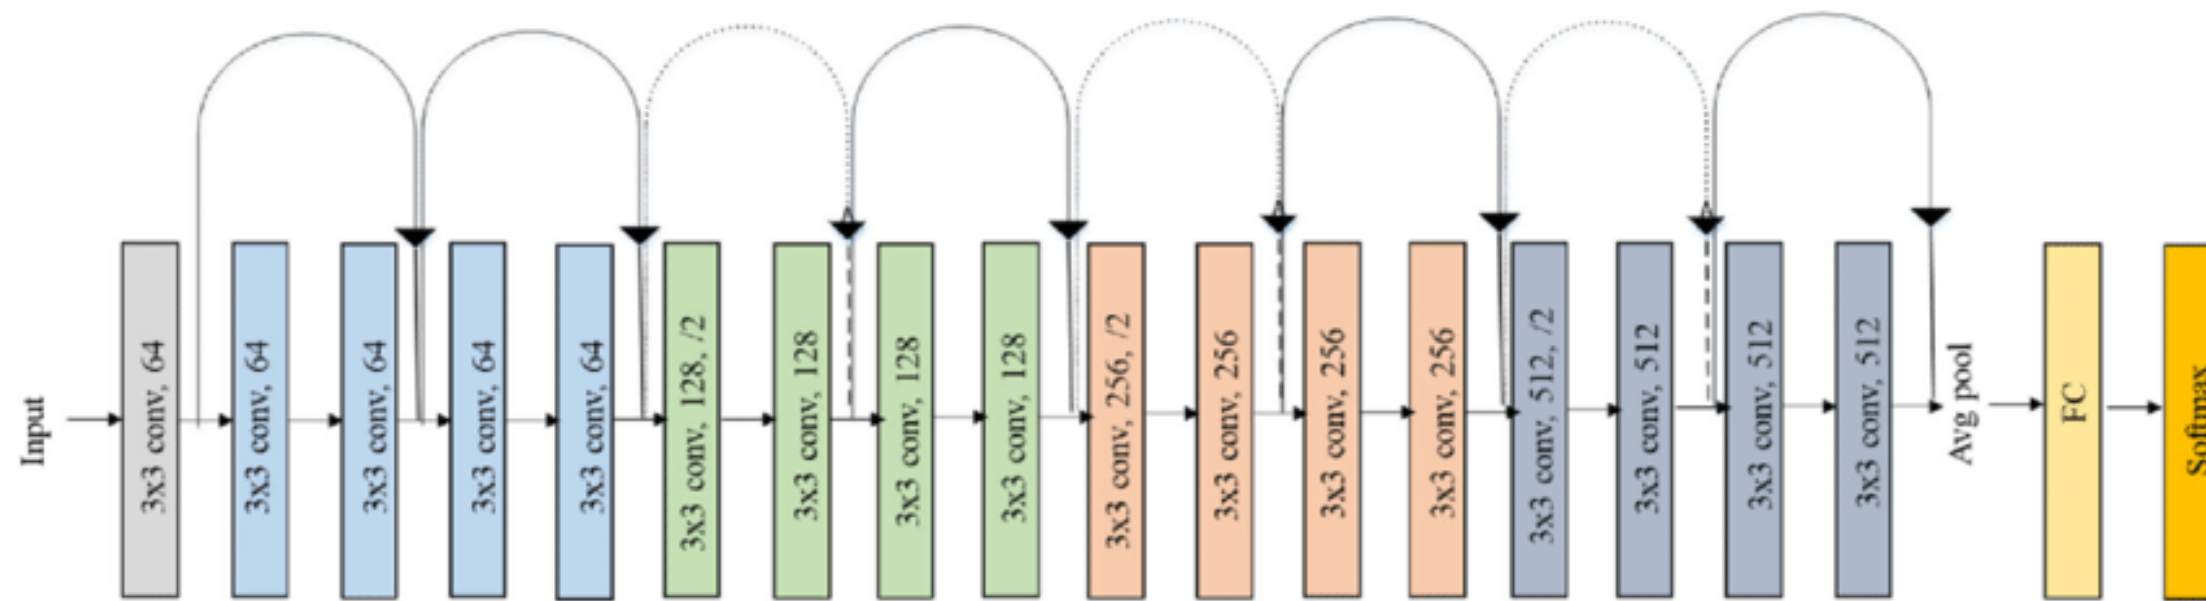 Input
3x3 conv, 64
3x3 conv, 64
3x3 conv, 64
3x3 conv, 64
3x3 conv, 64
3x3 conv, 128, /2
3x3 conv, 128
3x3 conv, 128
3x3 conv, 128
3x3 conv, 256, /2
3x3 conv, 256
3x3 conv, 256
3x3 conv, 256
3x3 conv, 512, /2
3x3 conv, 512
3x3 conv, 512
3x3 conv, 512
Avg pool
FC
Softmax